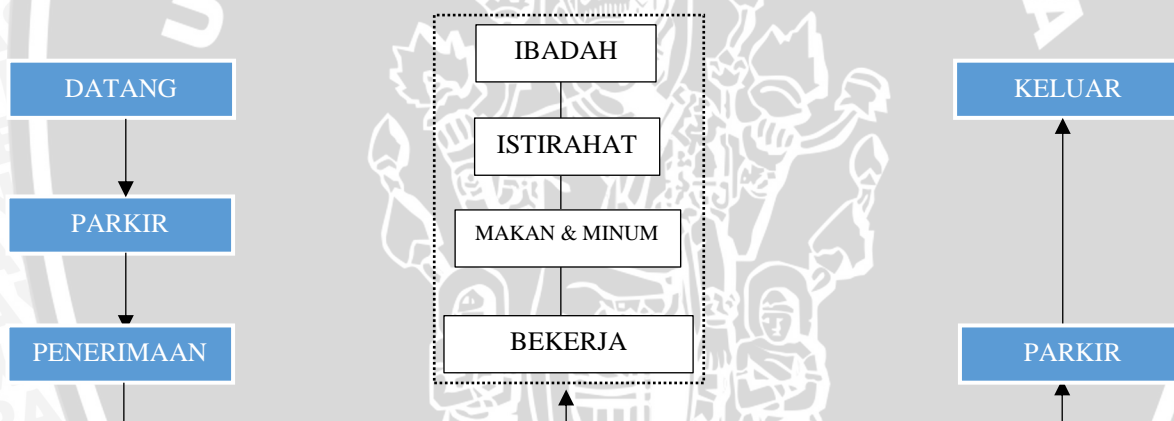 DATANG
PARKIR
PENERIMAAN
IBADAH
ISTIRAHAT
MAKAN & MINUM
BEKERJA
KELUAR
PARKIR